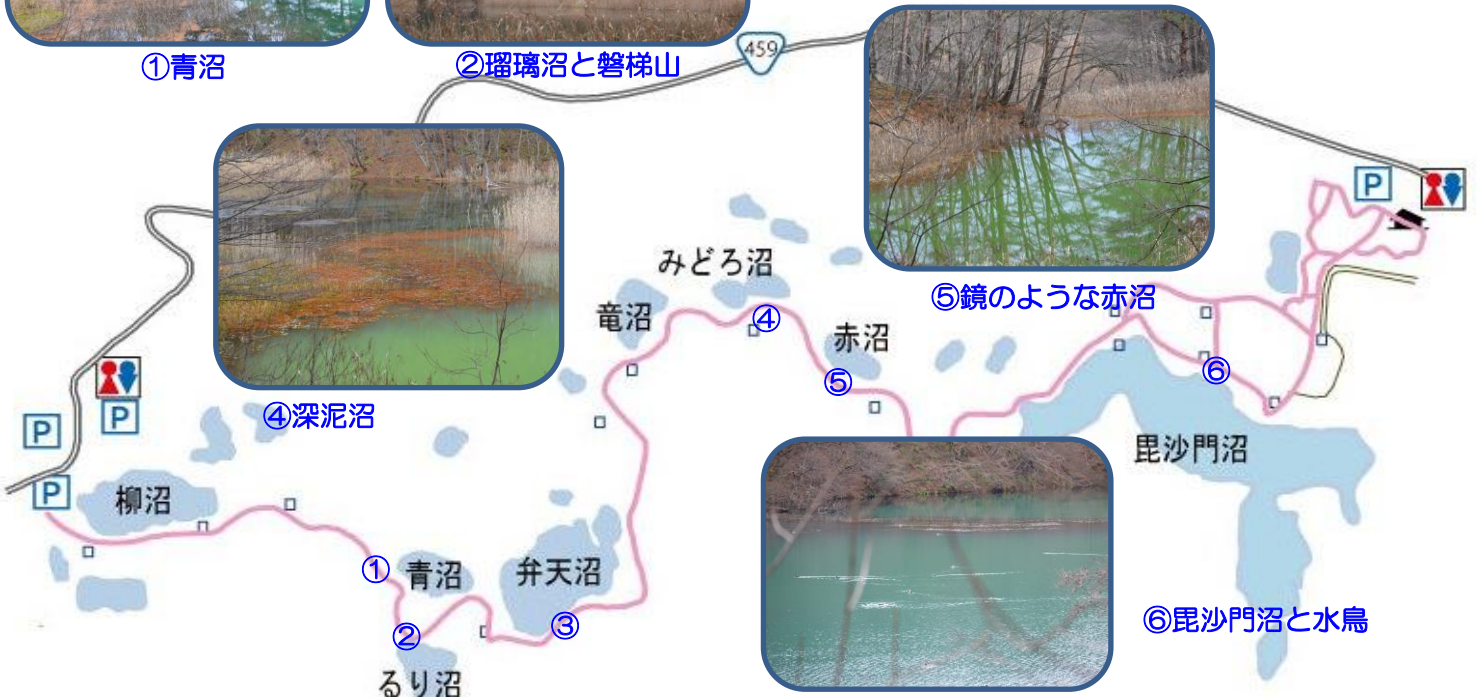 ①青沼
②瑠璃沼と磐梯山
459
P
みどろ沼
⑤鏡のような赤沼
竜沼
④
赤沼
⑤
⑥
④深泥沼
P
P
毘沙門沼
P
柳沼
①
青沼
弁天沼
②
③
⑥毘沙門沼と水鳥
るり沼